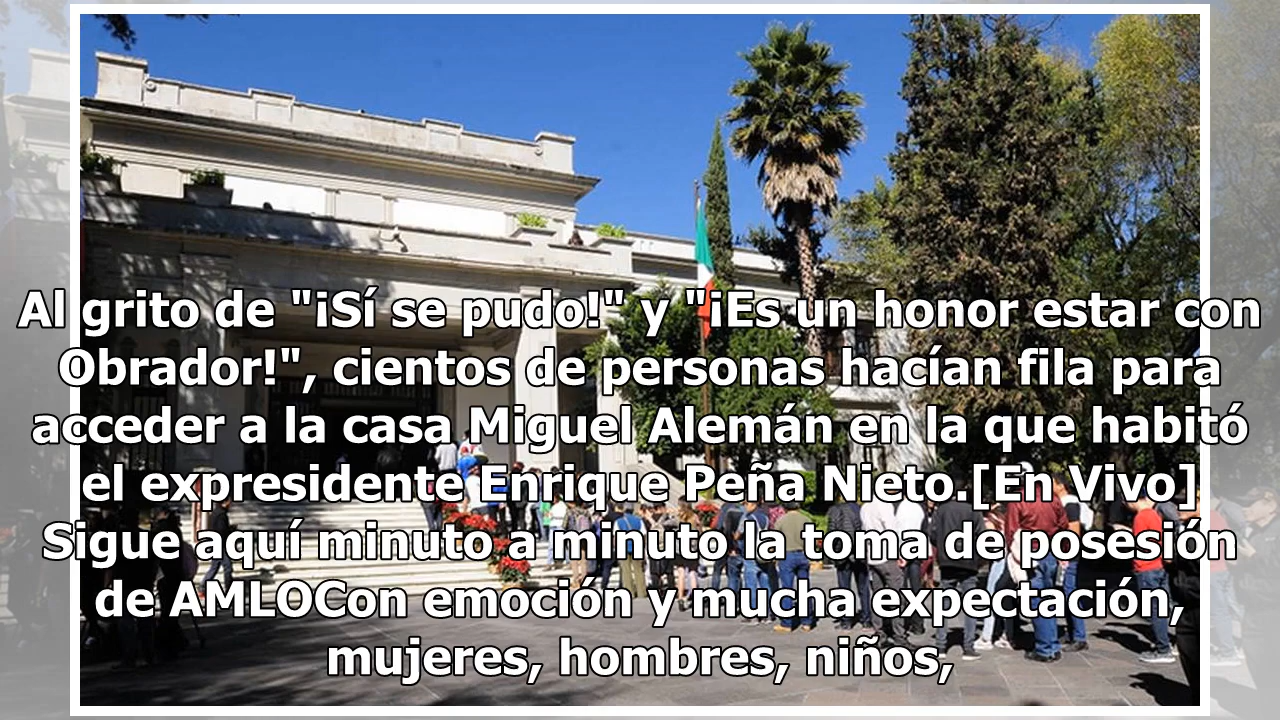 Al grito de "¡Sí se pudo!" y "¡Es un honor estar con
Obrador!", cientos de personas hacían fila para
acceder a la casa Miguel Alemán en la que habitó
el expresidente Enrique Peña Nieto.[En Vivo]
Sigue aquí minuto a minuto la toma de posesión
de AMLOCon emoción y mucha expectación,
mujeres, hombres, niños,